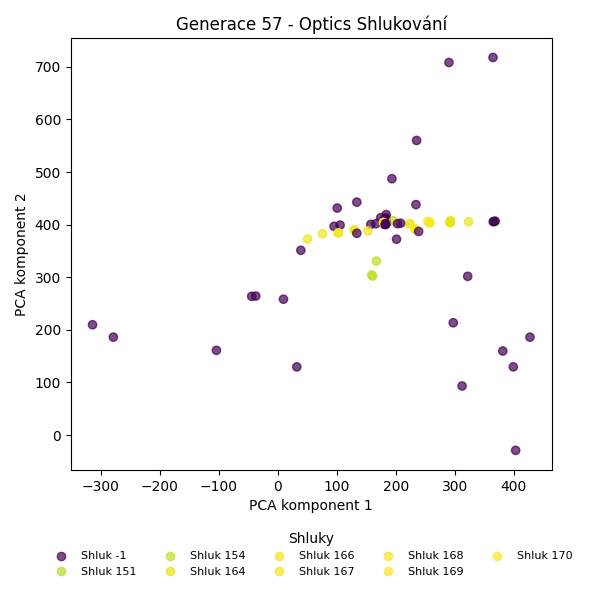 Generace 57 - Optics Shlukování
700
600
500
400
300
200
100
0
PCA komponent 2
−300 −200 −100 0 100 200 300 400
PCA komponent 1
Shluky
Shluk -1 Shluk 154 Shluk 166 Shluk 168 Shluk 170
Shluk 151 Shluk 164 Shluk 167 Shluk 169